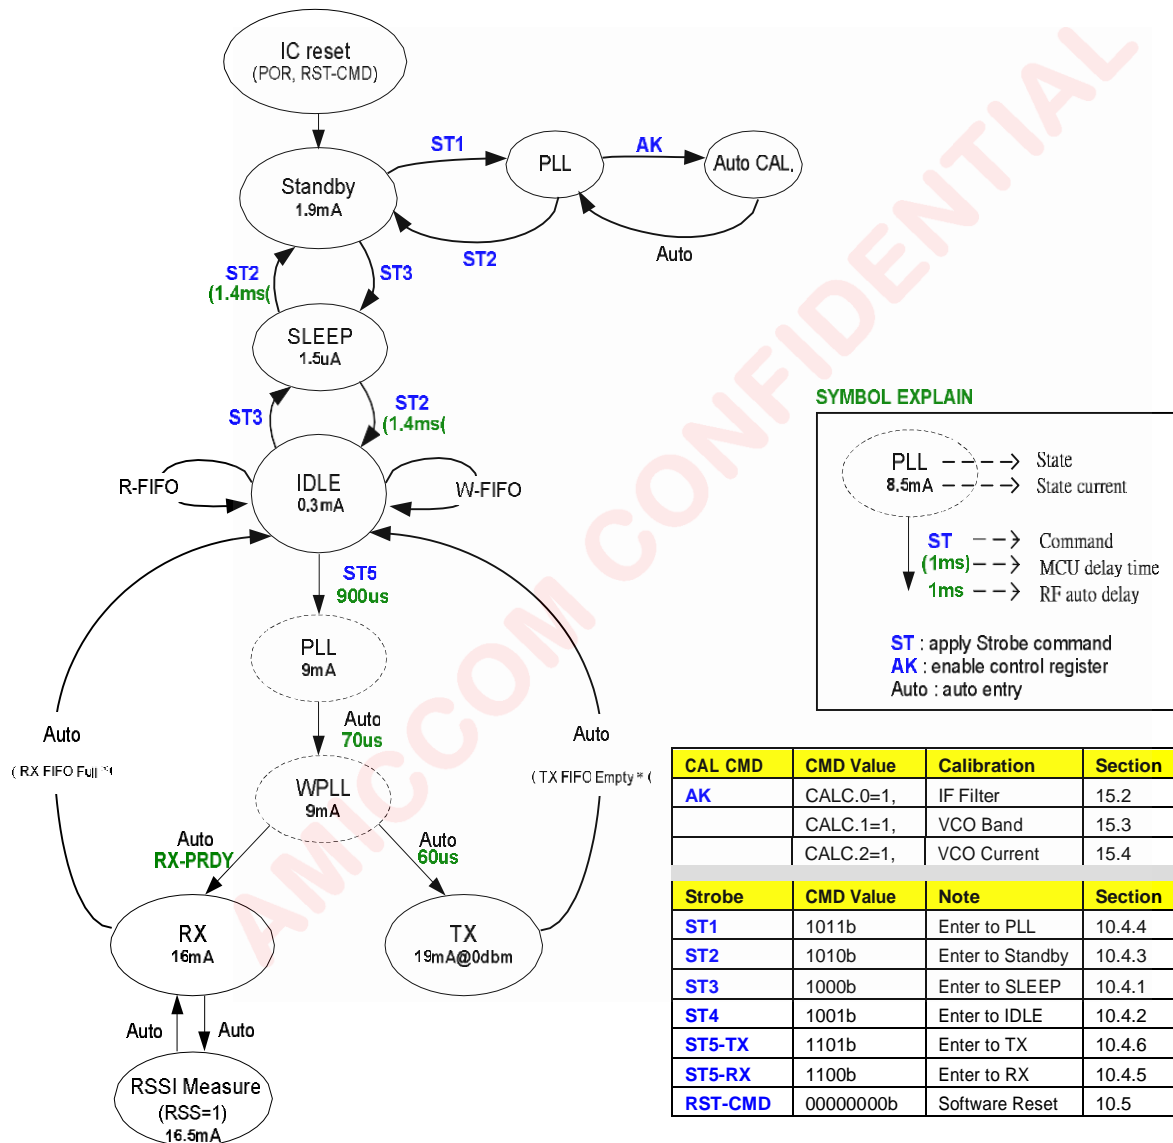 IC reset
(POR, RST-CMD)
ST1
AK
PLL
Auto CAL.
Standby
1.9mA
ST2
Auto
ST2
(1.4ms(
ST3
SLEEP
1.5uA
ST3
ST2
(1.4ms(
R-FIFO
IDLE
0.3mA
W-FIFO
ST5
900us
PLL
9mA
Auto
70us
Auto
( RX FIFO Full *(
Auto
( TX FIFO Empty * (
WPLL
9mA
Auto
RX-PRDY
Auto
60us
RX
16mA
TX
19mA@0dbm
Auto
Auto
RSSI Measure
(RSS=1)
16.5mA
SYMBOL EXPLAIN
PLL State
8.5mA State current
ST Command
(1ms) MCU delay time
1ms RF auto delay
ST : apply Strobe command
AK : enable control register
Auto : auto entry
CAL CMD CMD Value Calibration Section
AK CALC.0=1, IF Filter 15.2
CALC.1=1, VCO Band 15.3
CALC.2=1, VCO Current 15.4
Strobe CMD Value Note Section
ST1 1011b Enter to PLL 10.4.4
ST2 1010b Enter to Standby 10.4.3
ST3 1000b Enter to SLEEP 10.4.1
ST4 1001b Enter to IDLE 10.4.2
ST5-TX 1101b Enter to TX 10.4.6
ST5-RX 1100b Enter to RX 10.4.5
RST-CMD 00000000b Software Reset 10.5
AMICCOM CONFIDENTIAL